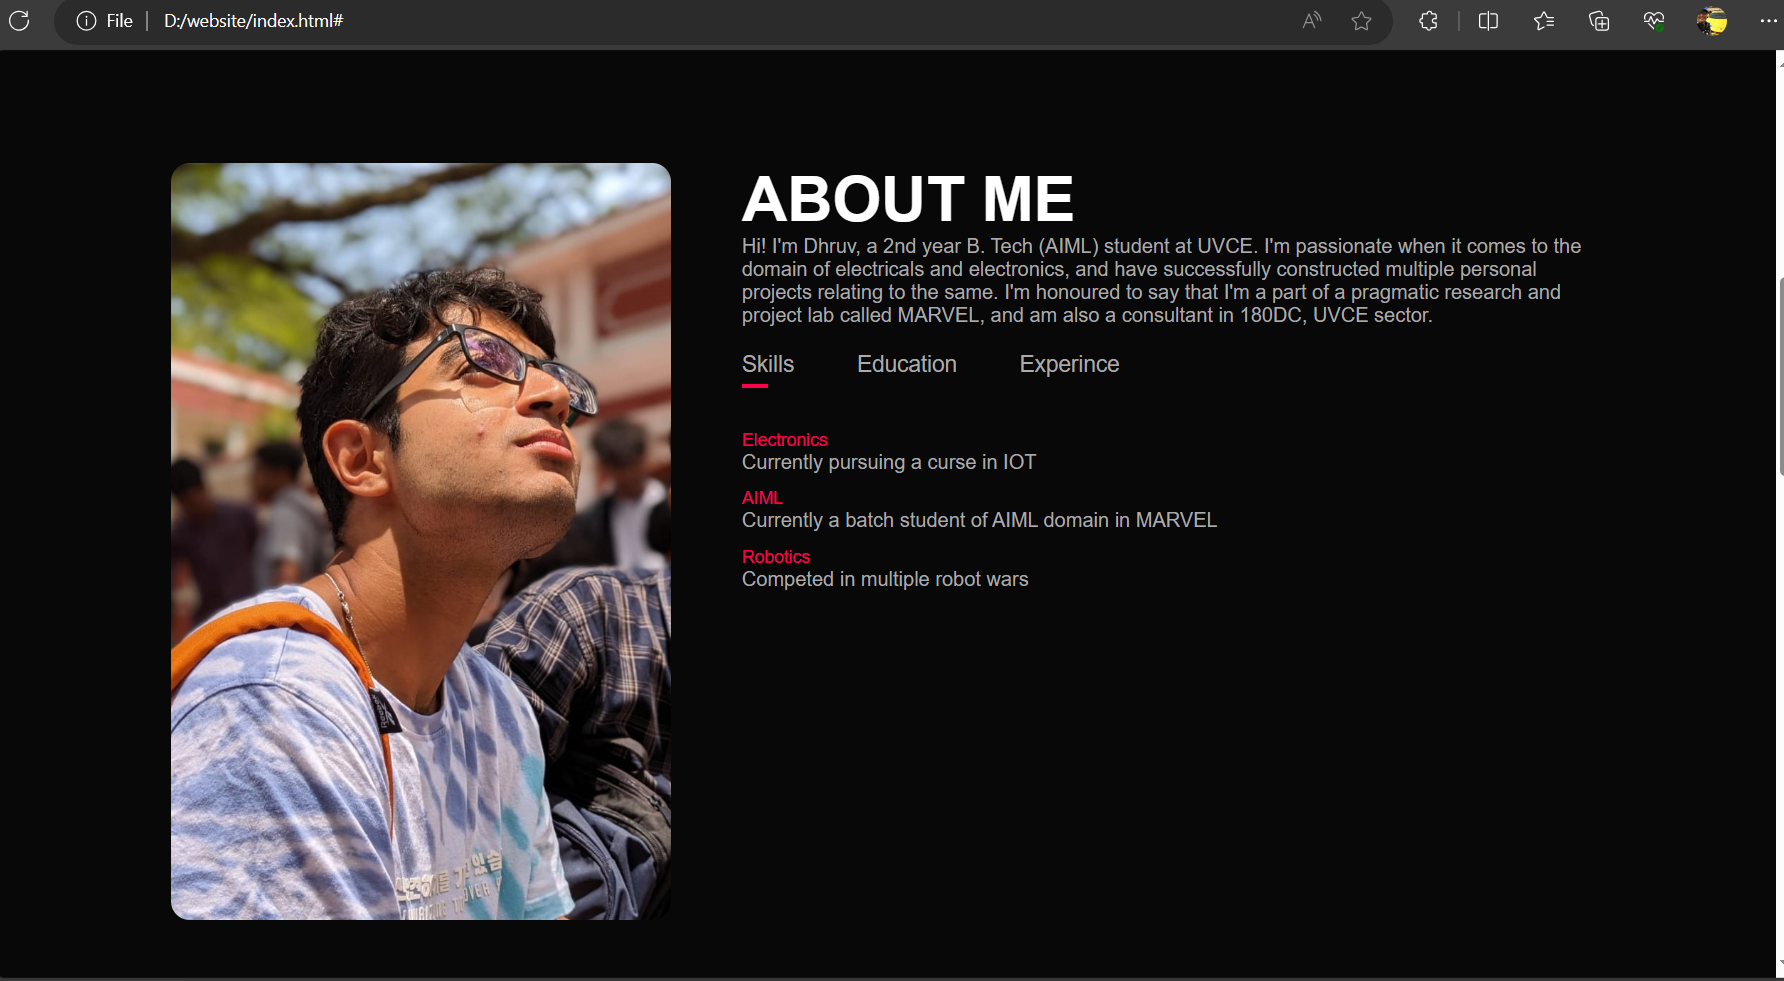 File
D:/website/index.html#
ABOUT ME
Hi! I'm Dhruv, a 2nd year B. Tech (AIML) student at UVCE. I'm passionate when it comes to the
domain of electricals and electronics, and have successfully constructed multiple personal
projects relating to the same. I'm honoured to say that I'm a part of a pragmatic research and
project lab called MARVEL, and am also a consultant in 180DC, UVCE sector.
Skills Education Experince
Electronics
Currently pursuing a curse in IOT
AIML
Currently a batch student of AIML domain in MARVEL
Robotics
Competed in multiple robot wars
Reebok